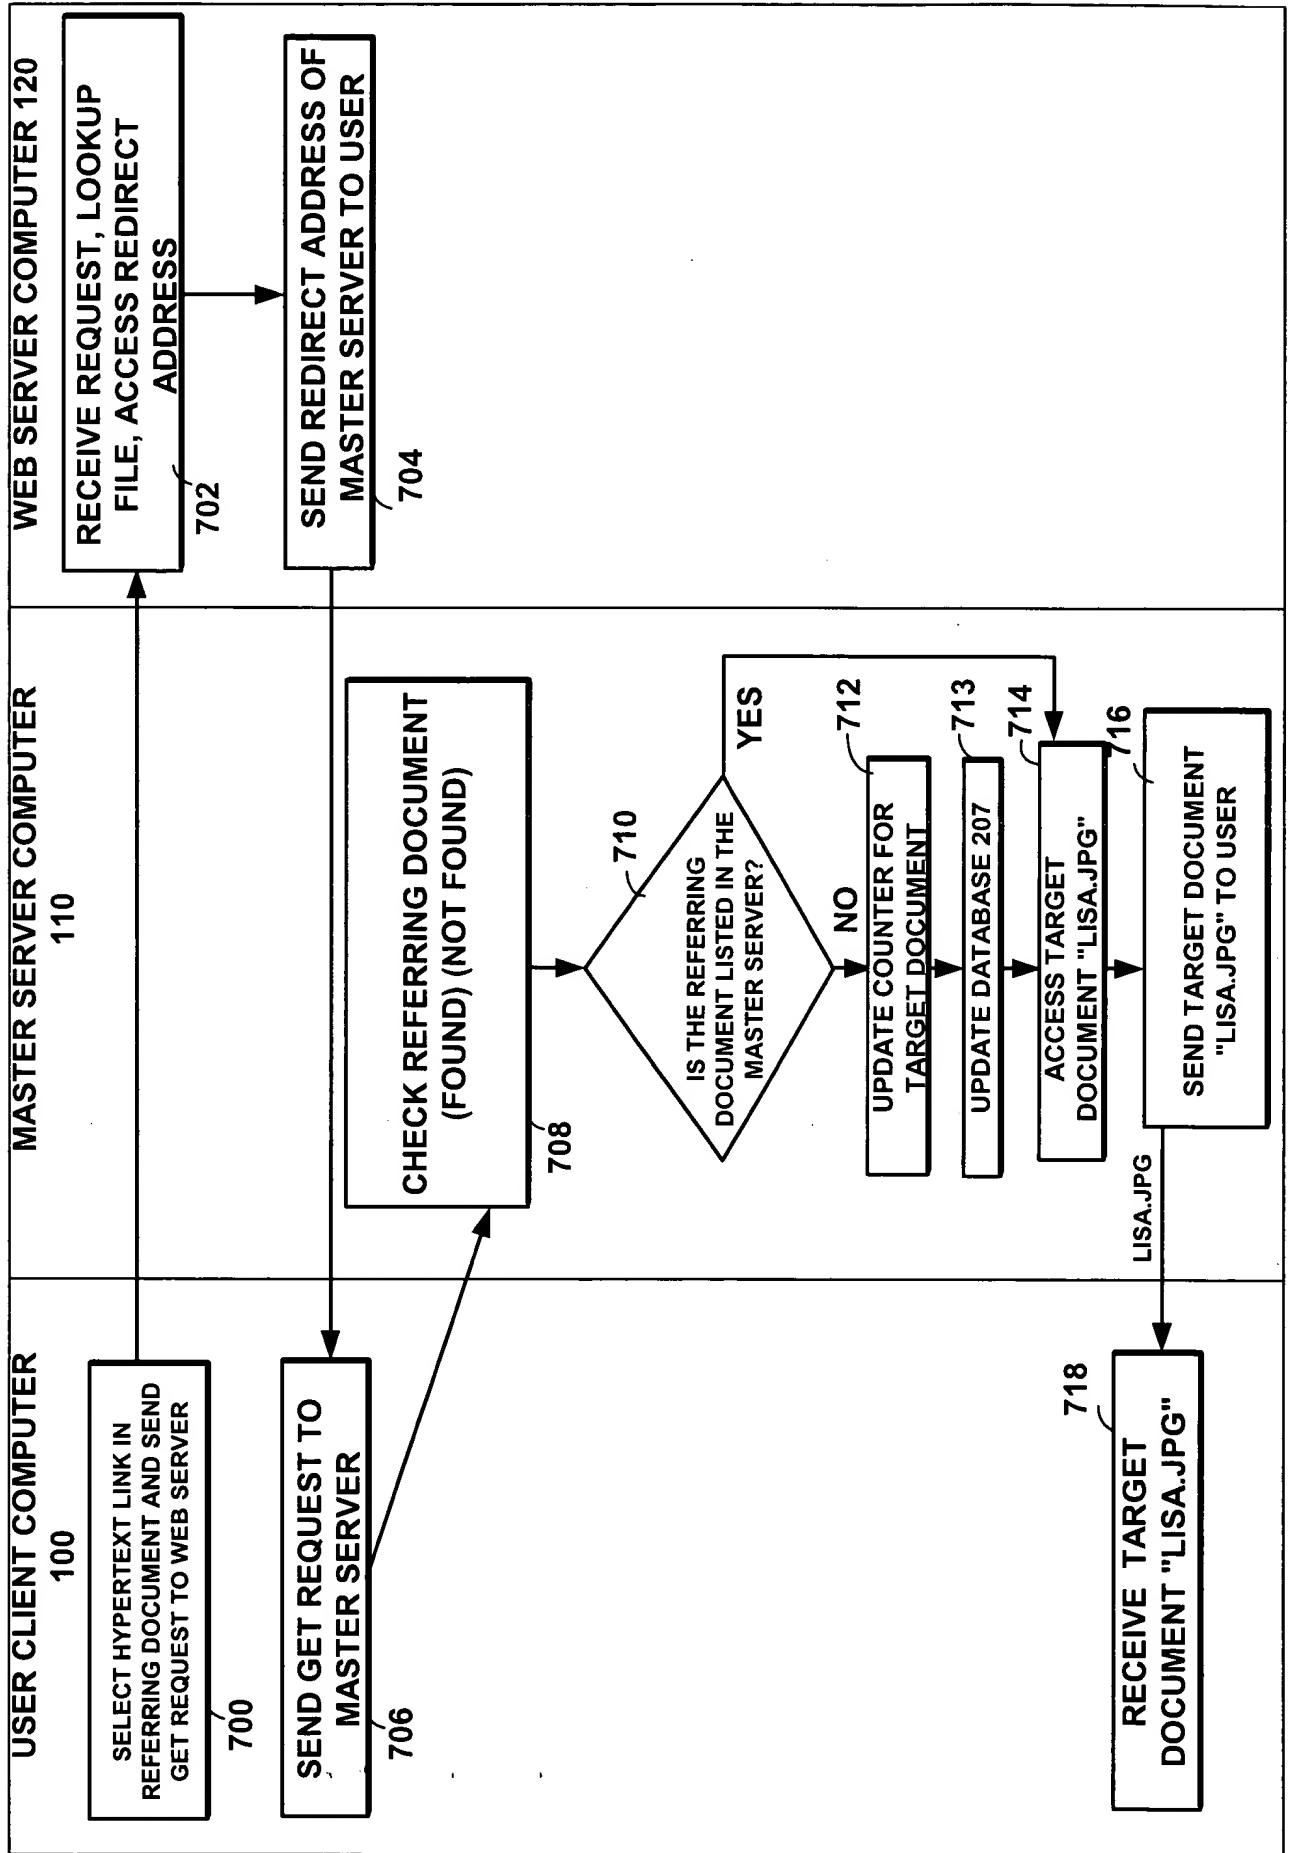 USER CLIENT COMPUTER
100
SELECT HYPERTEXT LINK IN
REFERRING DOCUMENT AND SEND
GET REQUEST TO WEB SERVER
700
SEND GET REQUEST TO
MASTER SERVER
706
RECEIVE TARGET
DOCUMENT "LISA.JPG"
718
MASTER SERVER COMPUTER
110
CHECK REFERRING DOCUMENT
(FOUND) (NOT FOUND)
708
IS THE REFERRING
DOCUMENT LISTED IN THE
MASTER SERVER?
710
YES
NO
UPDATE COUNTER FOR
TARGET DOCUMENT
712
UPDATE DATABASE 207
713
ACCESS TARGET
DOCUMENT "LISA.JPG"
714
SEND TARGET DOCUMENT
"LISA.JPG" TO USER
716
LISA.JPG
WEB SERVER COMPUTER 120
RECEIVE REQUEST, LOOKUP
FILE, ACCESS REDIRECT
ADDRESS
702
SEND REDIRECT ADDRESS OF
MASTER SERVER TO USER
704